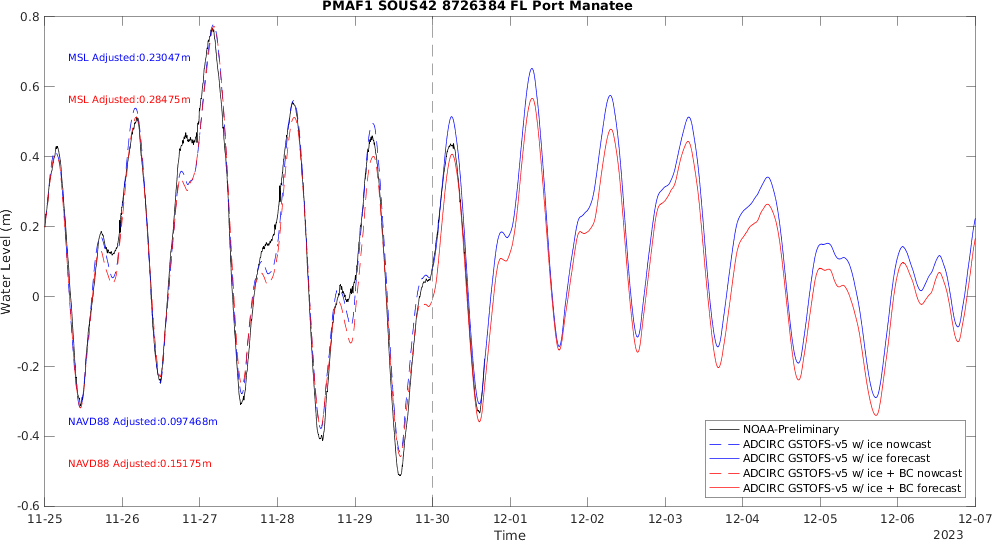 PMAF1 SOUS42 8726384 FL Port Manatee
0.8
0.6
0.4
0.2
0
-0.2
-0.4
-0.6
Water Level (m)
MSL Adjusted:0.23047m
MSL Adjusted:0.28475m
NAVD88 Adjusted:0.097468m
NAVD88 Adjusted:0.15175m
NOAA-Preliminary
ADCIRC GSTOFS-v5 w/ ice nowcast
ADCIRC GSTOFS-v5 w/ ice forecast
ADCIRC GSTOFS-v5 w/ ice + BC nowcast
ADCIRC GSTOFS-v5 w/ ice + BC forecast
11-25 11-26 11-27 11-28 11-29 11-30 12-01 12-02 12-03 12-04 12-05 12-06 12-07
Time
2023